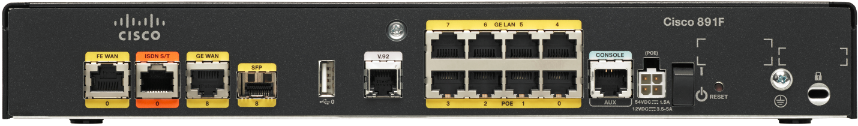 CISCO
Cisco 891F
FE WAN
0
ISDN S/T
0
GE WAN
8
SFP
8
0
V.92
7 6 GE LAN 5 4
3 2 POE 1 0
CONSOLE
AUX
(POE)
RESET